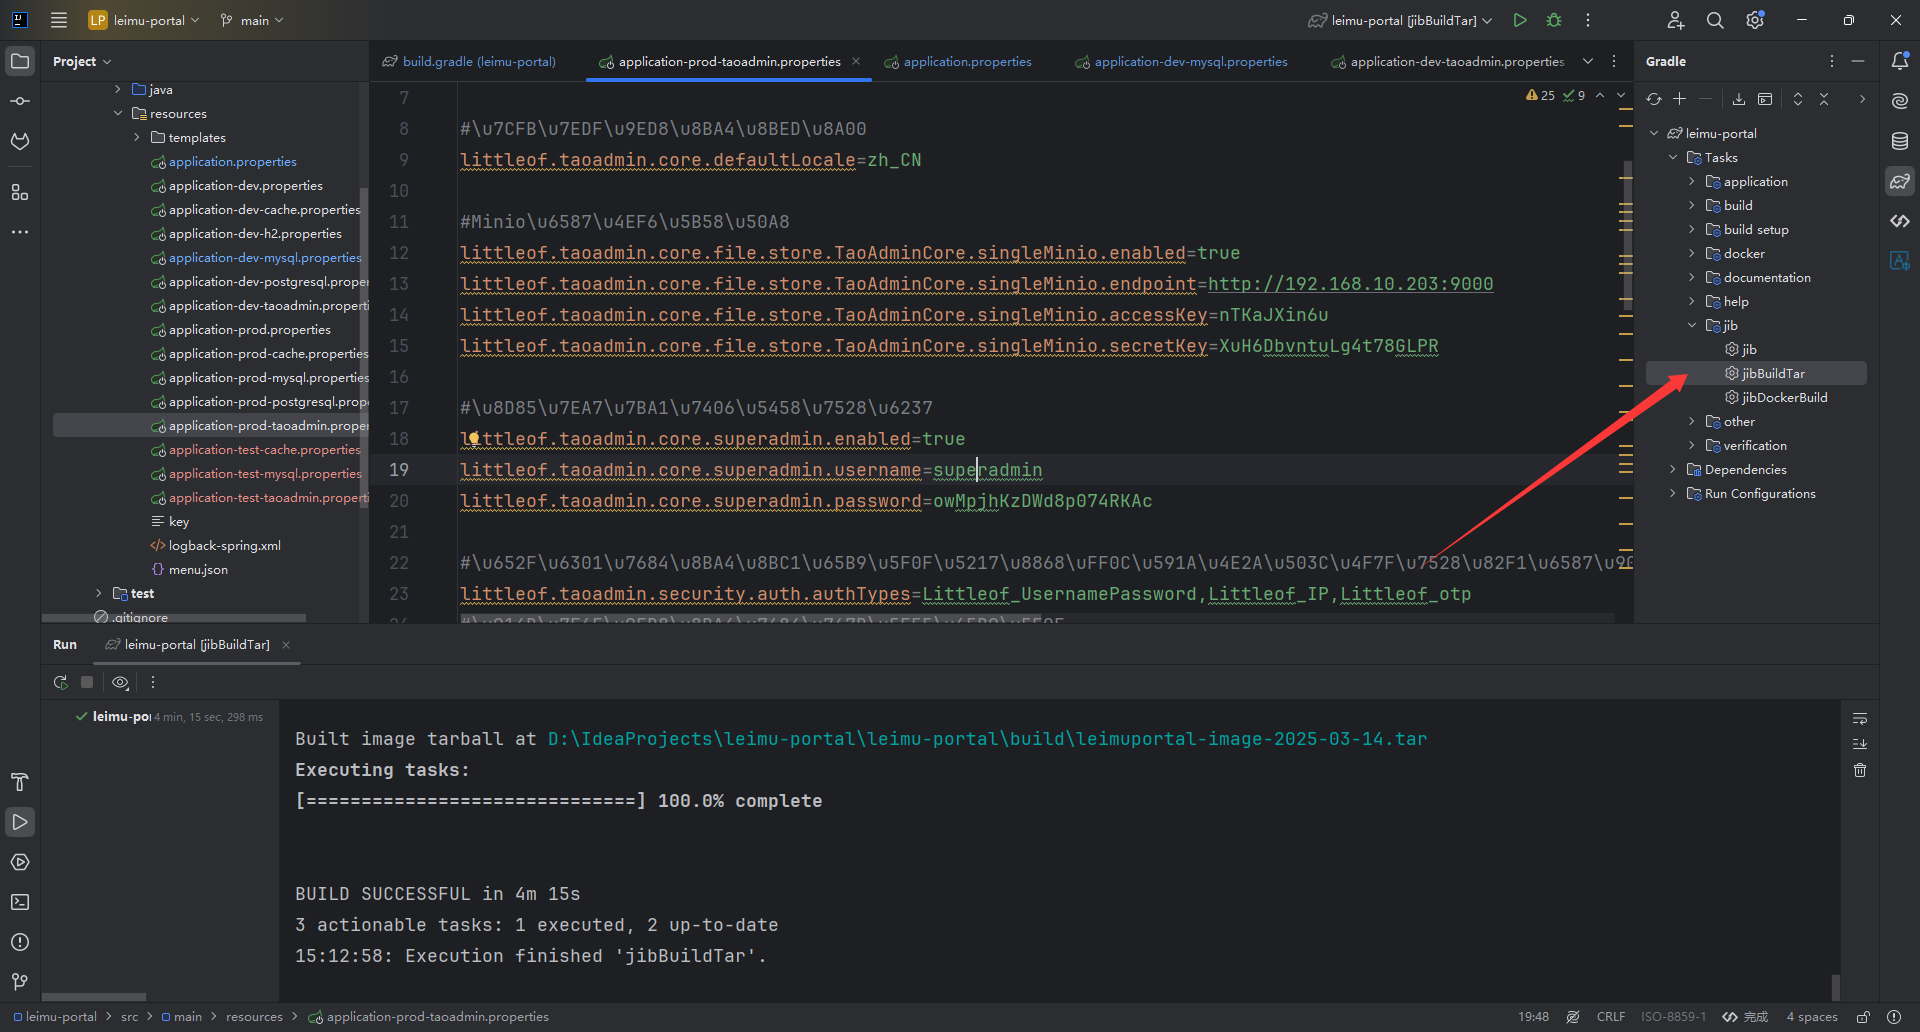 LP leimu-portal
main
leimu-portal [jibBuildTar]
Project
build.gradle (leimu-portal)
application-prod-taoadmin.properties
application.properties
application-dev-mysql.properties
application-dev-taoadmin.properties
Gradle
java
resources
templates
application.properties
application-dev.properties
application-dev-cache.properties
application-dev-h2.properties
application-dev-mysql.properties
application-dev-postgresql.proper
application-dev-taoadmin.properti
application-prod.properties
application-prod-cache.properties
application-prod-mysql.properties
application-prod-postgresql.prop
application-prod-taoadmin.proper
application-test-cache.properties
application-test-mysql.properties
application-test-taoadmin.properti
key
logback-spring.xml
menu.json
test
.gitignore
25
9
7
8 #\u7CFB\u7EDF\u9ED8\u8BA4\u8BED\u8A00
9 littleof.taoadmin.core.defaultLocale=zh_CN
10
11 #Minio\u6587\u4EF6\u5B58\u50A8
12 littleof.taoadmin.core.file.store.TaoAdminCore.singleMinio.enabled=true
13 littleof.taoadmin.core.file.store.TaoAdminCore.singleMinio.endpoint=http://192.168.10.203:9000
14 littleof.taoadmin.core.file.store.TaoAdminCore.singleMinio.accessKey=nTKaJXin6u
15 littleof.taoadmin.core.file.store.TaoAdminCore.singleMinio.secretKey=XuH6DbvntuLg4t78GLPR
16
17 #\u8D85\u7EA7\u7BA1\u7406\u5458\u7528\u6237
18 littleof.taoadmin.core.superadmin.enabled=true
19 littleof.taoadmin.core.superadmin.username=superadmin
20 littleof.taoadmin.core.superadmin.password=owMpjhKzDWd8p074RKAc
21
22 #\u652F\u6301\u7684\u8BA4\u8BC1\u65B9\u5F0F\u5217\u8868\uFF0C\u591A\u4E2A\u503C\u4F7F\u7528\u82F1\u6587\u90
23 littleof.taoadmin.security.auth.authTypes=Littleof_UsernamePassword,Littleof_IP,Littleof_otp
leimu-portal
Tasks
application
build
build setup
docker
documentation
help
jib
jib
jibBuildTar
jibDockerBuild
other
verification
Dependencies
Run Configurations
Run
leimu-portal [jibBuildTar]
leimu-por 4 min, 15 sec, 298 ms
Built image tarball at D:\IdeaProjects\leimu-portal\leimu-portal\build\leimuportal-image-2025-03-14.tar
Executing tasks:
[==============================] 100.0% complete
BUILD SUCCESSFUL in 4m 15s
3 actionable tasks: 1 executed, 2 up-to-date
15:12:58: Execution finished 'jibBuildTar'.
leimu-portal > src > main > resources > application-prod-taoadmin.properties
19:48
CRLF
ISO-8859-1
完成
4 spaces